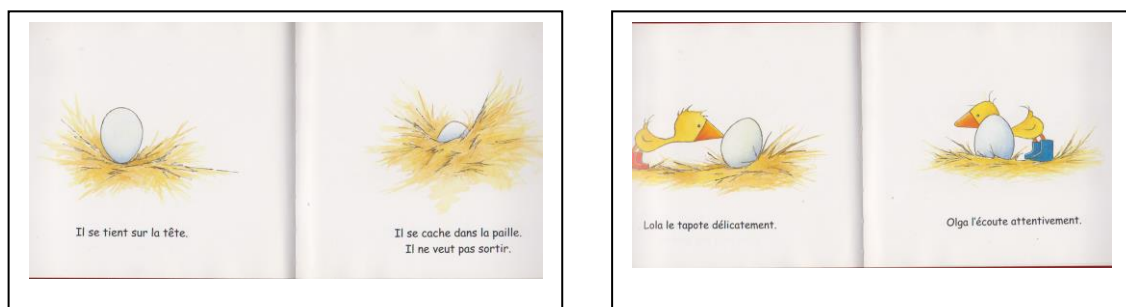 Il se tient sur la tête.
Il se cache dans la paille.
Il ne veut pas sortir.
Lola le tapote délicatement.
Olga l'écoute attentivement.